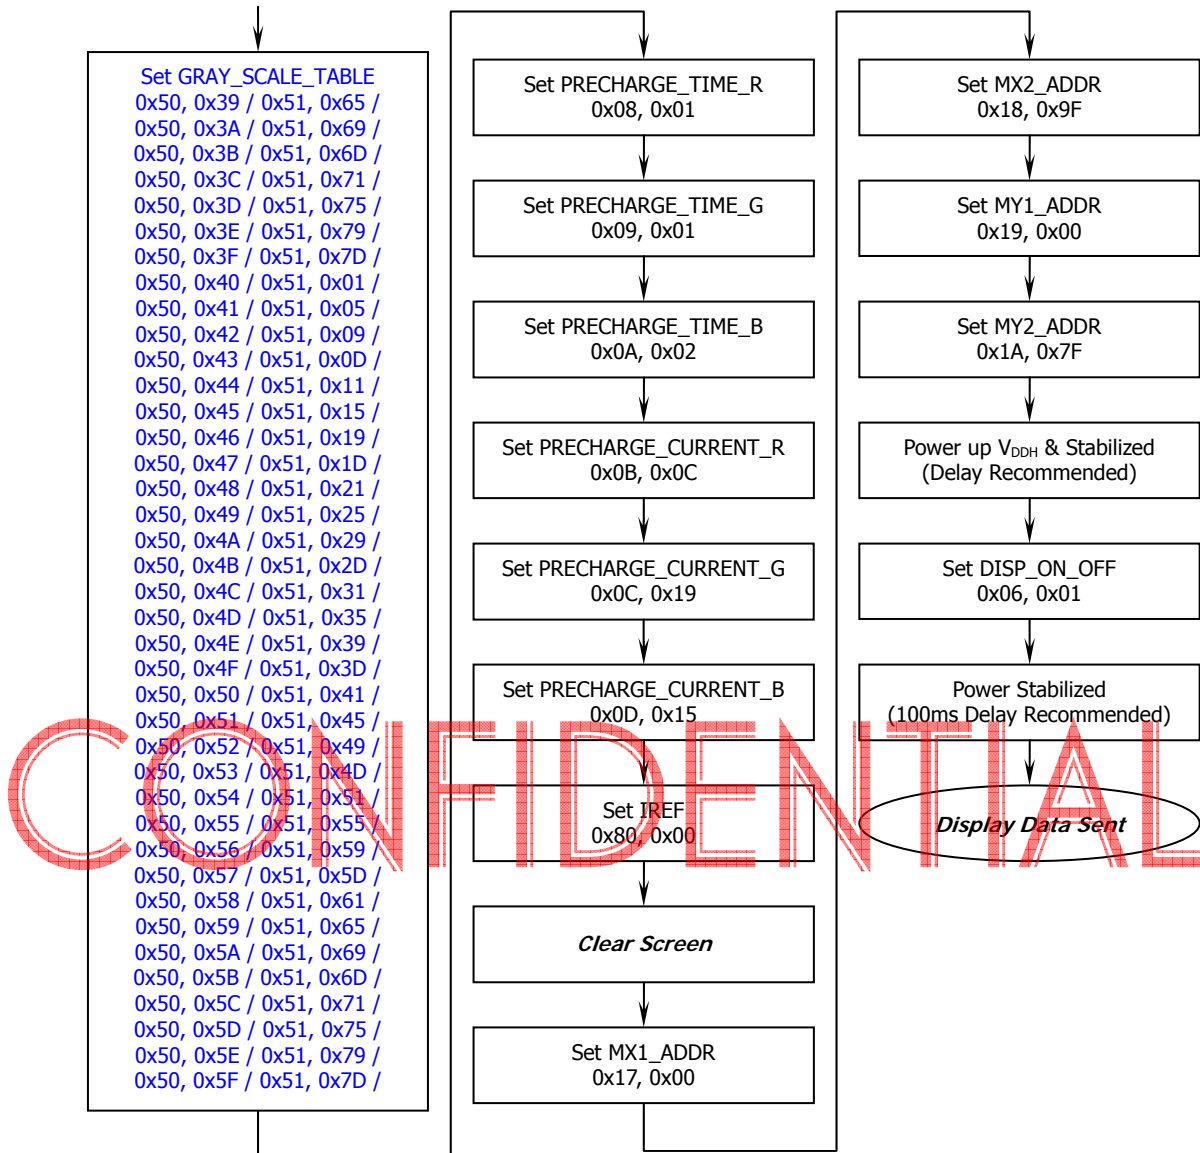 Set GRAY_SCALE_TABLE
0x50, 0x39 / 0x51, 0x65 /
0x50, 0x3A / 0x51, 0x69 /
0x50, 0x3B / 0x51, 0x6D /
0x50, 0x3C / 0x51, 0x71 /
0x50, 0x3D / 0x51, 0x75 /
0x50, 0x3E / 0x51, 0x79 /
0x50, 0x3F / 0x51, 0x7D /
0x50, 0x40 / 0x51, 0x01 /
0x50, 0x41 / 0x51, 0x05 /
0x50, 0x42 / 0x51, 0x09 /
0x50, 0x43 / 0x51, 0x0D /
0x50, 0x44 / 0x51, 0x11 /
0x50, 0x45 / 0x51, 0x15 /
0x50, 0x46 / 0x51, 0x19 /
0x50, 0x47 / 0x51, 0x1D /
0x50, 0x48 / 0x51, 0x21 /
0x50, 0x49 / 0x51, 0x25 /
0x50, 0x4A / 0x51, 0x29 /
0x50, 0x4B / 0x51, 0x2D /
0x50, 0x4C / 0x51, 0x31 /
0x50, 0x4D / 0x51, 0x35 /
0x50, 0x4E / 0x51, 0x39 /
0x50, 0x4F / 0x51, 0x3D /
0x50, 0x50 / 0x51, 0x41 /
0x50, 0x51 / 0x51, 0x45 /
0x50, 0x52 / 0x51, 0x49 /
0x50, 0x53 / 0x51, 0x4D /
0x50, 0x54 / 0x51, 0x51 /
0x50, 0x55 / 0x51, 0x55 /
0x50, 0x56 / 0x51, 0x59 /
0x50, 0x57 / 0x51, 0x5D /
0x50, 0x58 / 0x51, 0x61 /
0x50, 0x59 / 0x51, 0x65 /
0x50, 0x5A / 0x51, 0x69 /
0x50, 0x5B / 0x51, 0x6D /
0x50, 0x5C / 0x51, 0x71 /
0x50, 0x5D / 0x51, 0x75 /
0x50, 0x5E / 0x51, 0x79 /
0x50, 0x5F / 0x51, 0x7D /
Set PRECHARGE_TIME_R
0x08, 0x01
Set PRECHARGE_TIME_G
0x09, 0x01
Set PRECHARGE_TIME_B
0x0A, 0x02
Set PRECHARGE_CURRENT_R
0x0B, 0x0C
Set PRECHARGE_CURRENT_G
0x0C, 0x19
Set PRECHARGE_CURRENT_B
0x0D, 0x15
Set IREF
0x80, 0x00
Clear Screen
Set MX1_ADDR
0x17, 0x00
Set MX2_ADDR
0x18, 0x9F
Set MY1_ADDR
0x19, 0x00
Set MY2_ADDR
0x1A, 0x7F
Power up VDDH & Stabilized
(Delay Recommended)
Set DISP_ON_OFF
0x06, 0x01
Power Stabilized
(100ms Delay Recommended)
Display Data Sent
CONFIDENTIAL